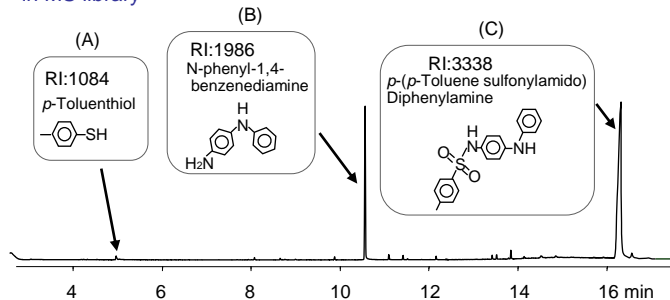 in MS library
(A)
RI:1084
p-Toluenthiol
SH
(B)
RI:1986
N-phenyl-1,4-
benzenediamine
H
N
H2N
(C)
RI:3338
p-(p-Toluene sulfonylamido)
Diphenylamine
H
N
NH
O
S
O
4 6 8 10 12 14 16 min